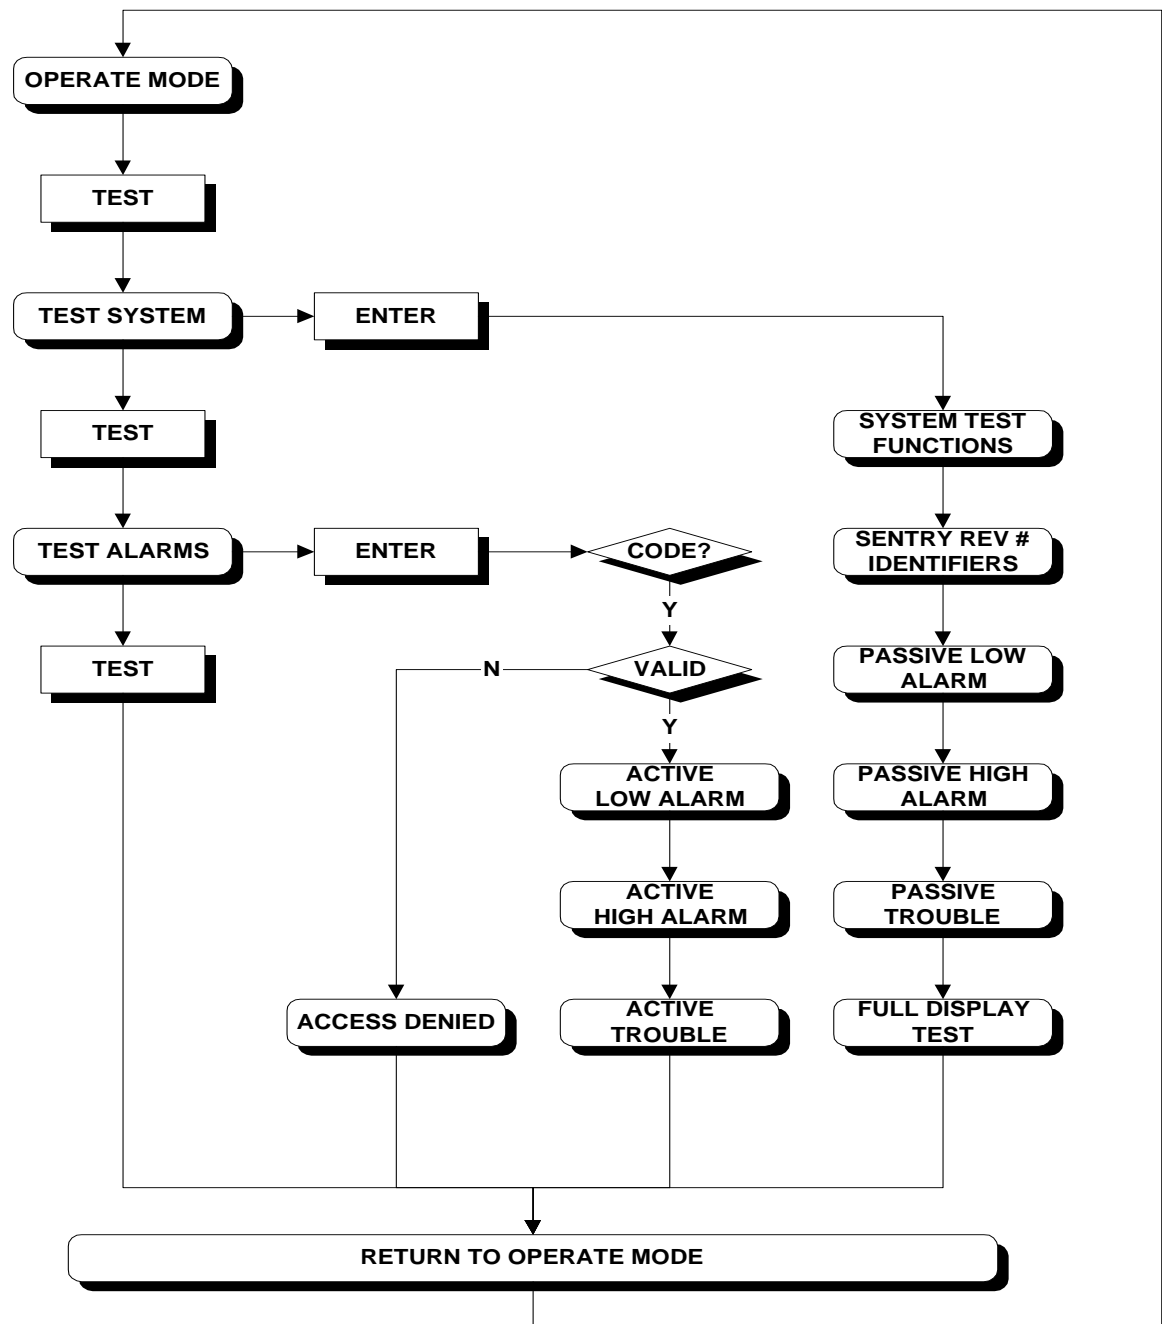 OPERATE MODE
TEST
TEST SYSTEM
ENTER
TEST
SYSTEM TEST
FUNCTIONS
TEST ALARMS
ENTER
CODE?
SENTRY REV #
IDENTIFIERS
Y
TEST
N
VALID
PASSIVE LOW
ALARM
Y
ACTIVE
LOW ALARM
PASSIVE HIGH
ALARM
ACTIVE
HIGH ALARM
PASSIVE
TROUBLE
ACCESS DENIED
ACTIVE
TROUBLE
FULL DISPLAY
TEST
RETURN TO OPERATE MODE